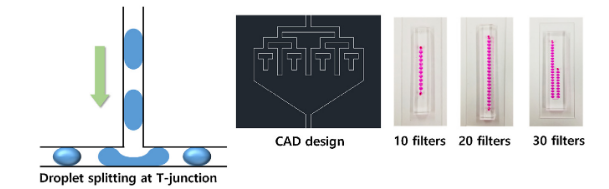 CAD design
10 filters 20 filters 30 filters
Droplet splitting at T-junction